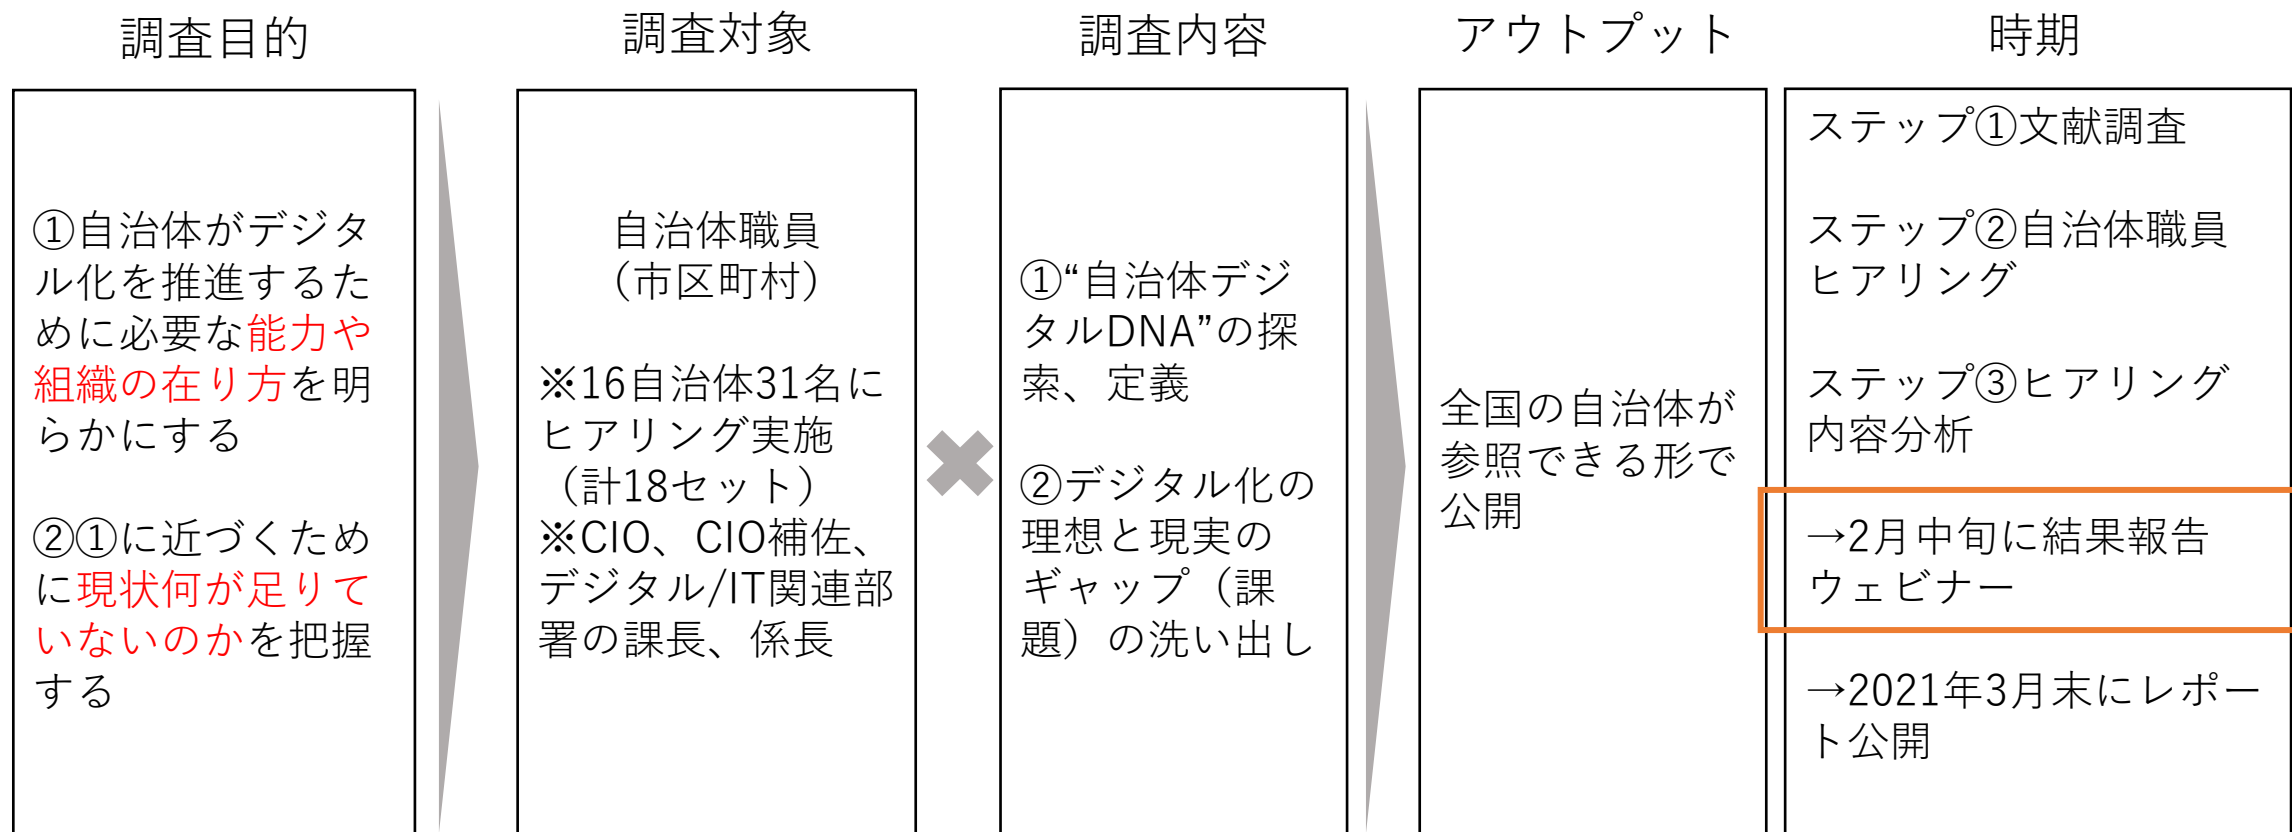 調査目的
①自治体がデジタ
ル化を推進するた
めに必要な能力や
組織の在り方を明
らかにする
②①に近づくため
に現状何が足りて
いないのかを把握
する
調査対象
自治体職員
（市区町村）
※16自治体31名に
ヒアリング実施
（計18セット）
※CIO、CIO補佐、
デジタル/IT関連部
署の課長、係長
調査内容
①“自治体デジ
タルDNA”の探
索、定義
②デジタル化の
理想と現実の
ギャップ（課
題）の洗い出し
アウトプット
全国の自治体が
参照できる形で
公開
時期
ステップ①文献調査
ステップ②自治体職員
ヒアリング
ステップ③ヒアリング
内容分析
→2月中旬に結果報告
ウェビナー
→2021年3月末にレポー
ト公開